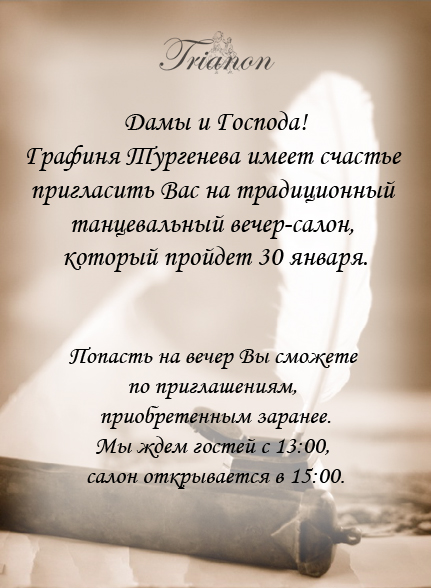 Trianon
Дамы и Господа!
Графиня Тургенева имеет счастье
пригласить Вас на традиционный
танцевальный вечер-салон,
который пройдет 30 января.
Попасть на вечер Вы сможете
по приглашениям,
приобретенным заранее.
Мы ждем гостей с 13:00,
салон открывается в 15:00.